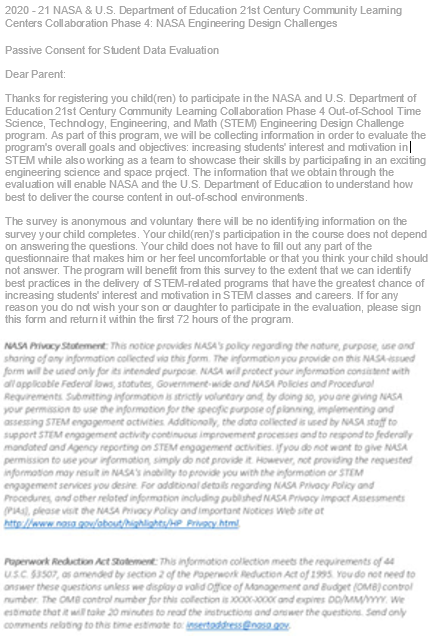 2020 - 21 NASA & U.S. Department of Education 21st Century Community Learning
Centers Collaboration Phase 4: NASA Engineering Design Challenges
Passive Consent for Student Data Evaluation
Dear Parent:
Thanks for registering you child(ren) to participate in the NASA and U.S. Department of
Education 21st Century Community Learning Collaboration Phase 4 Out-of-School Time
Science, Technology, Engineering, and Math (STEM) Engineering Design Challenge
program. As part of this program, we will be collecting information in order to evaluate the
program's overall goals and objectives: increasing students' interest and motivation in
STEM while also working as a team to showcase their skills by participating in an exciting
engineering science and space project. The information that we obtain through the
evaluation will enable NASA and the U.S. Department of Education to understand how
best to deliver the course content in out-of-school environments.
The survey is anonymous and voluntary there will be no identifying information on the
survey your child completes. Your child(ren)'s participation in the course does not depend
on answering the questions. Your child does not have to fill out any part of the
questionnaire that makes him or her feel uncomfortable or that you think your child should
not answer. The program will benefit from this survey to the extent that we can identify
best practices in the delivery of STEM-related programs that have the greatest chance of
increasing students' interest and motivation in STEM classes and careers. If for any
reason you do not wish your son or daughter to participate in the evaluation, please sign
this form and return it within the first 72 hours of the program.
NASA Privacy Statement: This notice provides NASA's policy regarding the nature, purpose, use and
sharing of any information collected via this form. The information you provide on this NASA-issued
form will be used only for its intended purpose. NASA will protect your information consistent with
all applicable Federal laws, statutes, Government-wide and NASA Policies and Procedural
Requirements. Submitting information is strictly voluntary and, by doing so, you are giving NASA
your permission to use the information for the specific purpose of planning, implementing and
assessing STEM engagement activities. Additionally, the data collected is used by NASA staff to
support STEM engagement activity continuous improvement processes and to respond to federally
mandated and Agency reporting on STEM engagement activities. If you do not want to give NASA
permission to use your information, simply do not provide it. However, not providing the requested
information may result in NASA's inability to provide you with the information or STEM
engagement services you desire. For additional details regarding NASA Privacy Policy and
Procedures, and other related information including published NASA Privacy Impact Assessments
(PIAs), please visit the NASA Privacy Policy and Important Notices Web site at
http://www.nasa.gov/about/highlights/HP_Privacy.html.
Paperwork Reduction Act Statement: This information collection meets the requirements of 44
U.S.C. §3507, as amended by section 2 of the Paperwork Reduction Act of 1995. You do not need to
answer these questions unless we display a valid Office of Management and Budget (OMB) control
number. The OMB control number for this collection is XXXX-XXXX and expires DD/MM/YYYY. We
estimate that it will take 20 minutes to read the instructions and answer the questions. Send only
comments relating to this time estimate to: insertaddress@nasa.gov.